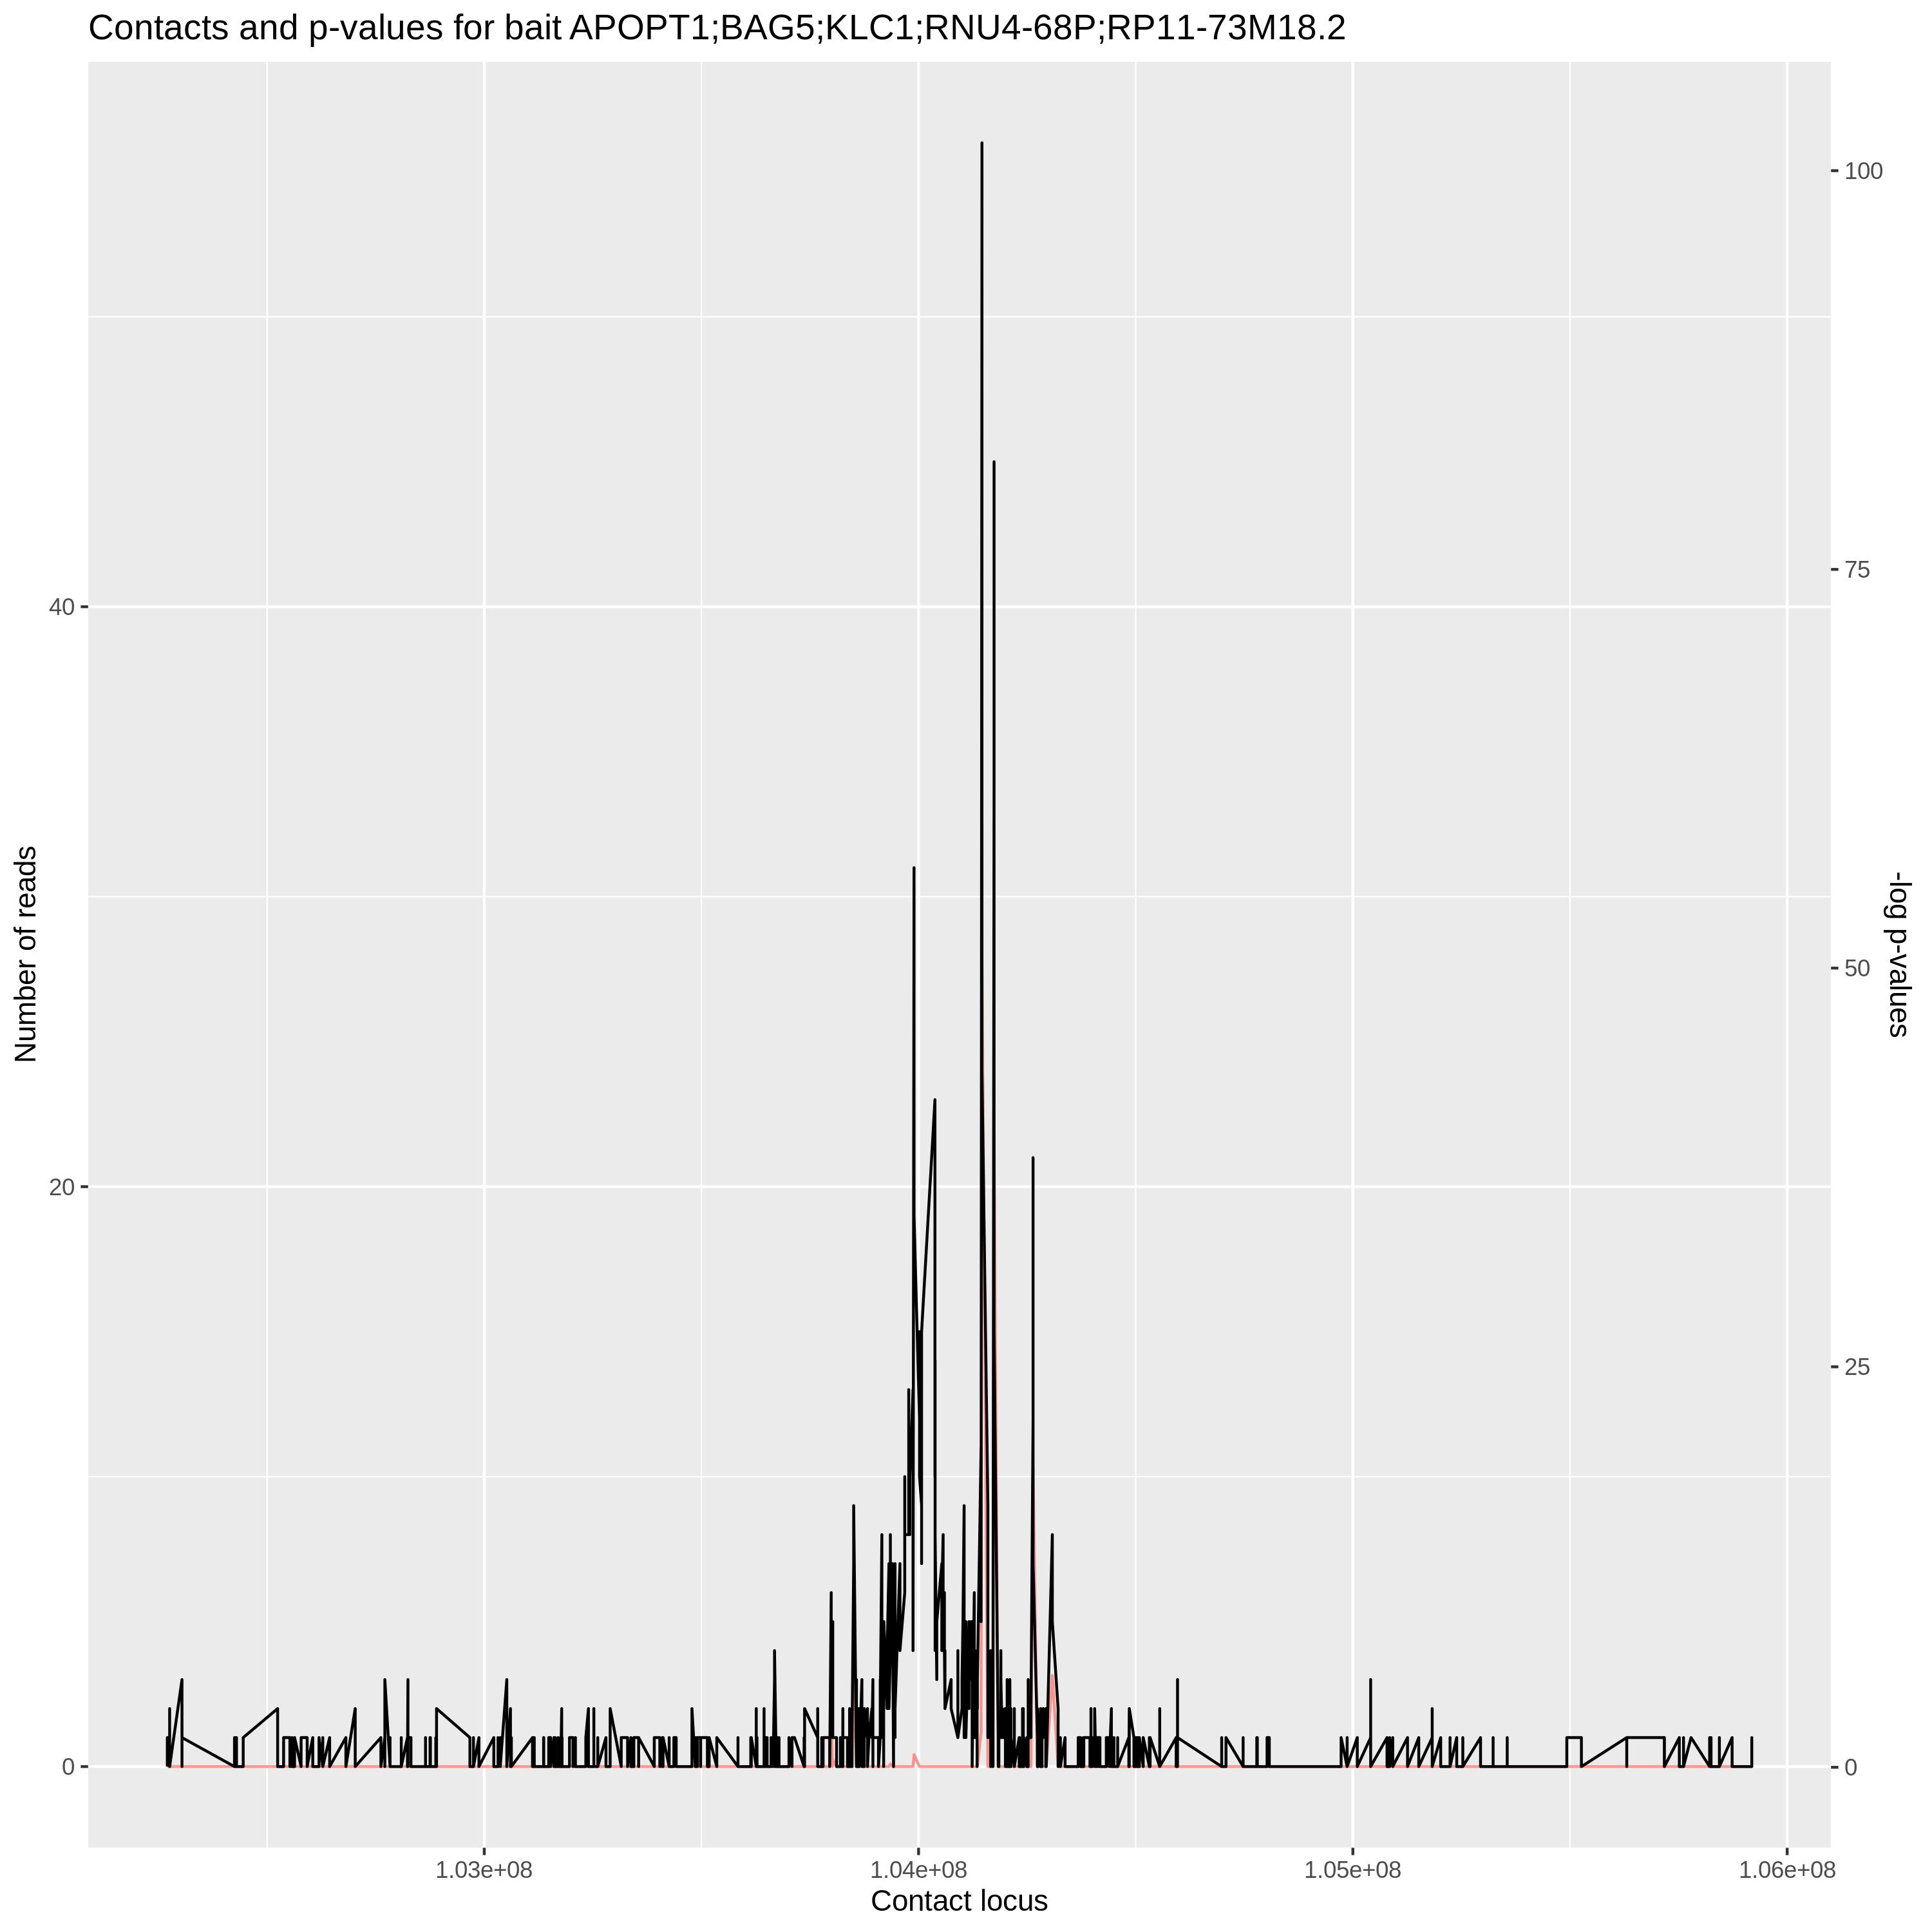 Contacts and p-values for bait APOPT1;BAG5;KLC1;RNU4-68P;RP11-73M18.2
Number of reads
40
20
0
100
75
50
25
0
-log p-values
1.03e+08
1.04e+08
1.05e+08
1.06e+08
Contact locus